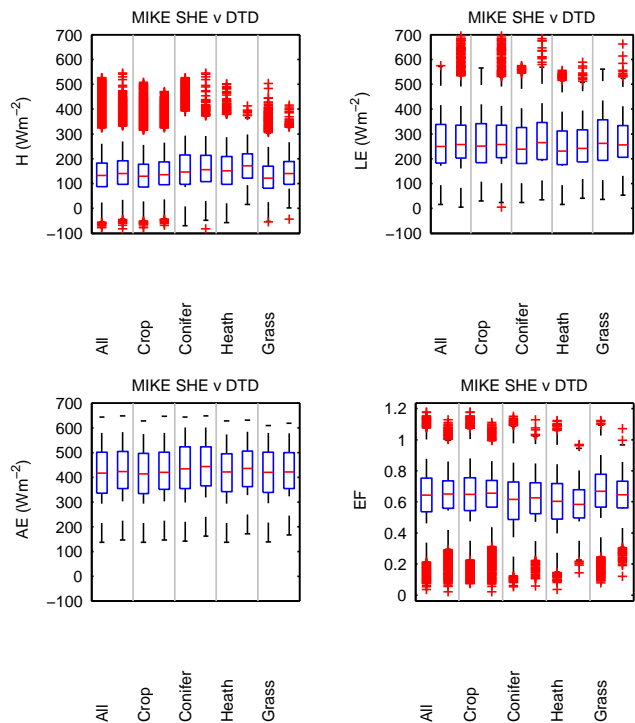 MIKE SHE v DTD
H (Wm−2)
700
600
500
400
300
200
100
0
−100
All
Crop
Conifer
Heath
Grass
MIKE SHE v DTD
LE (Wm−2)
700
600
500
400
300
200
100
0
−100
All
Crop
Conifer
Heath
Grass
MIKE SHE v DTD
AE (Wm−2)
700
600
500
400
300
200
100
0
−100
All
Crop
Conifer
Heath
Grass
MIKE SHE v DTD
EF
1.2
1
0.8
0.6
0.4
0.2
0
All
Crop
Conifer
Heath
Grass